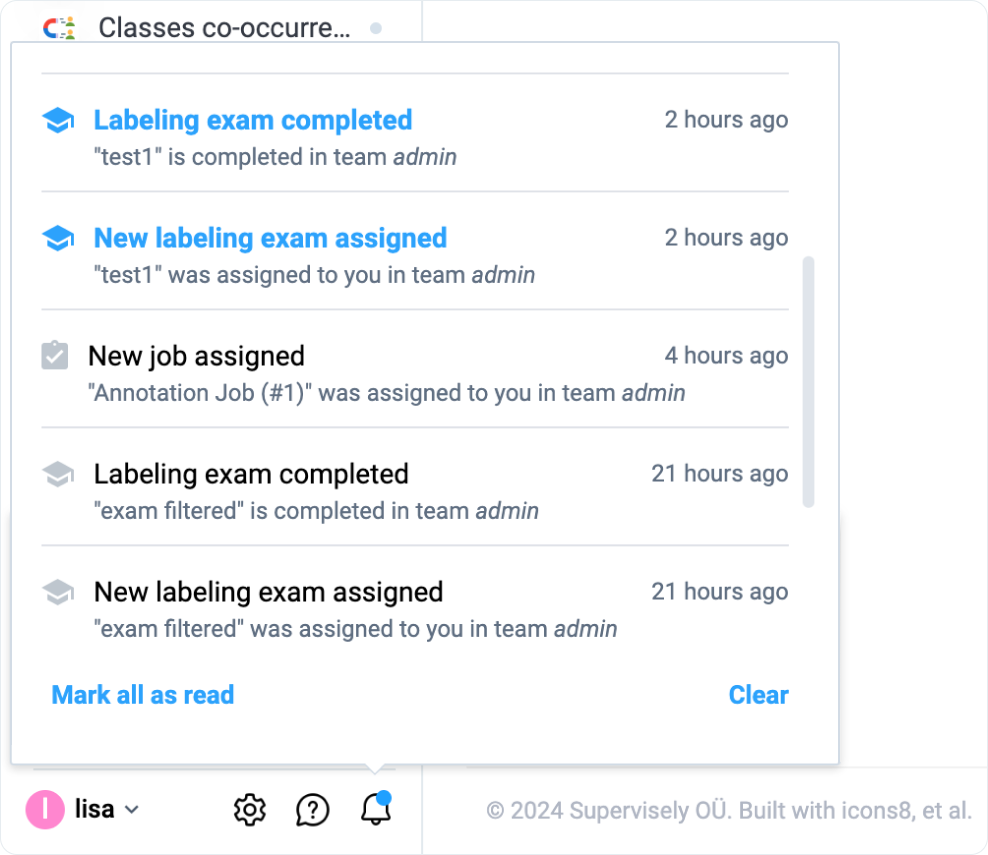 Classes co-occurre...
Labeling exam completed 2 hours ago
"test1" is completed in team admin
New labeling exam assigned 2 hours ago
"test1" was assigned to you in team admin
New job assigned 4 hours ago
"Annotation Job (#1)" was assigned to you in team admin
Labeling exam completed 21 hours ago
"exam filtered" is completed in team admin
New labeling exam assigned 21 hours ago
"exam filtered" was assigned to you in team admin
Mark all as read Clear
l lisa © 2024 Supervisely OÜ. Built with icons8, et al.